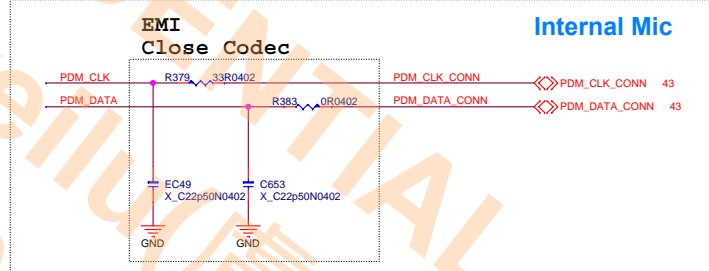 EMI
Close Codec
Internal Mic
PDM_CLK
R379
33R0402
PDM_CLK_CONN
PDM_CLK_CONN 43
PDM_DATA
R383
0R0402
PDM_DATA_CONN
PDM_DATA_CONN 43
EC49
X_C22p50N0402
C653
X_C22p50N0402
GND
GND